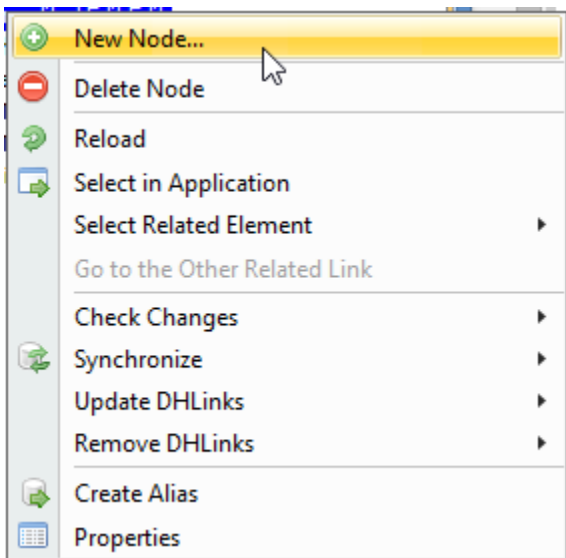 New Node...
Delete Node
Reload
Select in Application
Select Related Element
Go to the Other Related Link
Check Changes
Synchronize
Update DHLinks
Remove DHLinks
Create Alias
Properties